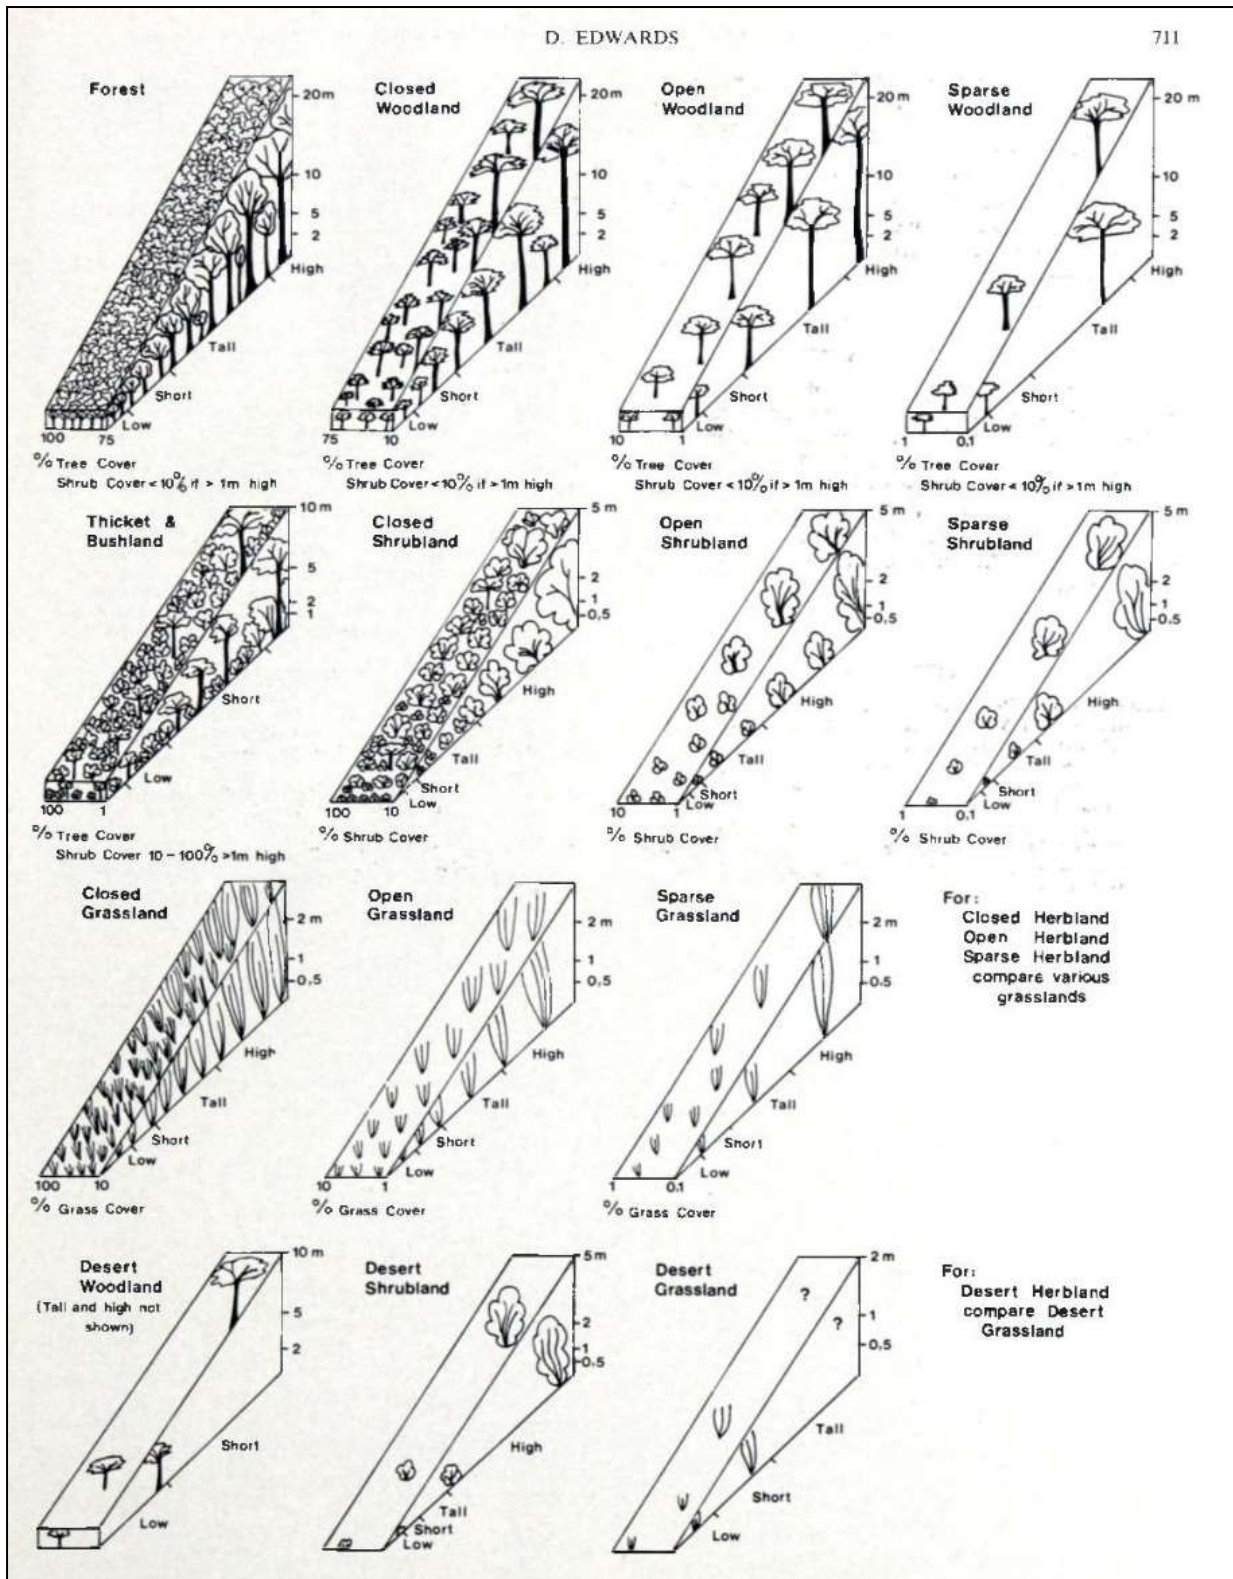 D. EDWARDS
711
Forest
20 m
10
5
2
High
Tall
Short
Low
100 75
% Tree Cover
Shrub Cover < 10% if > 1m high
Closed
Woodland
20 m
10
5
2
High
Tall
Short
Low
75 10
% Tree Cover
Shrub Cover < 10% if > 1m high
Open
Woodland
20 m
10
5
2
High
Tall
Short
Low
10 1
% Tree Cover
Shrub Cover < 10% if > 1m high
Sparse
Woodland
20 m
10
5
2
High
Tall
Short
Low
1 0.1
% Tree Cover
Shrub Cover < 10% if > 1m high
Thicket &
Bushland
10 m
5
2
1
Short
Low
100 1
% Tree Cover
Shrub Cover 10 – 100% >1m high
Closed
Shrubland
5 m
2
1
0.5
High
Tall
Short
Low
100 10
% Shrub Cover
Open
Shrubland
5 m
2
1
0.5
High
Tall
Short
Low
10 1
% Shrub Cover
Sparse
Shrubland
5 m
2
1
0.5
High
Tall
Short
Low
1 0.1
% Shrub Cover
Closed
Grassland
2 m
1
0.5
High
Tall
Short
Low
100 10
% Grass Cover
Open
Grassland
2 m
1
0.5
High
Tall
Short
Low
10 1
% Grass Cover
Sparse
Grassland
2 m
1
0.5
High
Tall
Short
Low
1 0.1
% Grass Cover
For:
Closed Herbland
Open Herbland
Sparse Herbland
compare various
grasslands
Desert
Woodland
(Tall and high not
shown)
10 m
5
2
Short
Low
Desert
Shrubland
5m
2
1
0.5
High
Tall
Short
Low
Desert
Grassland
2 m
1
0.5
?
?
Tall
Short
Low
For:
Desert Herbland
compare Desert
Grassland